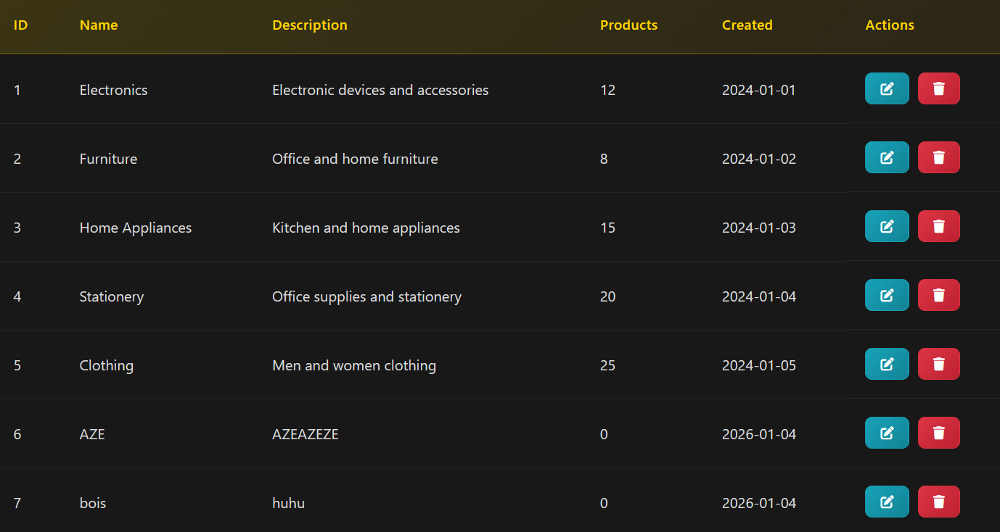 ID Name Description Products Created Actions
1 Electronics Electronic devices and accessories 12 2024-01-01
2 Furniture Office and home furniture 8 2024-01-02
3 Home Appliances Kitchen and home appliances 15 2024-01-03
4 Stationery Office supplies and stationery 20 2024-01-04
5 Clothing Men and women clothing 25 2024-01-05
6 AZE AZEAZEZE 0 2026-01-04
7 bois huhu 0 2026-01-04